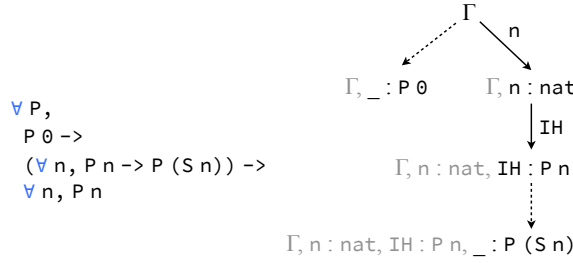 ∀ P,
P 0 ->
(∀ n, P n -> P (S n)) ->
∀ n, P n
Γ
n
Γ, _ : P 0
Γ, n : nat
IH
Γ, n : nat, IH : P n
Γ, n : nat, IH : P n, _ : P (S n)